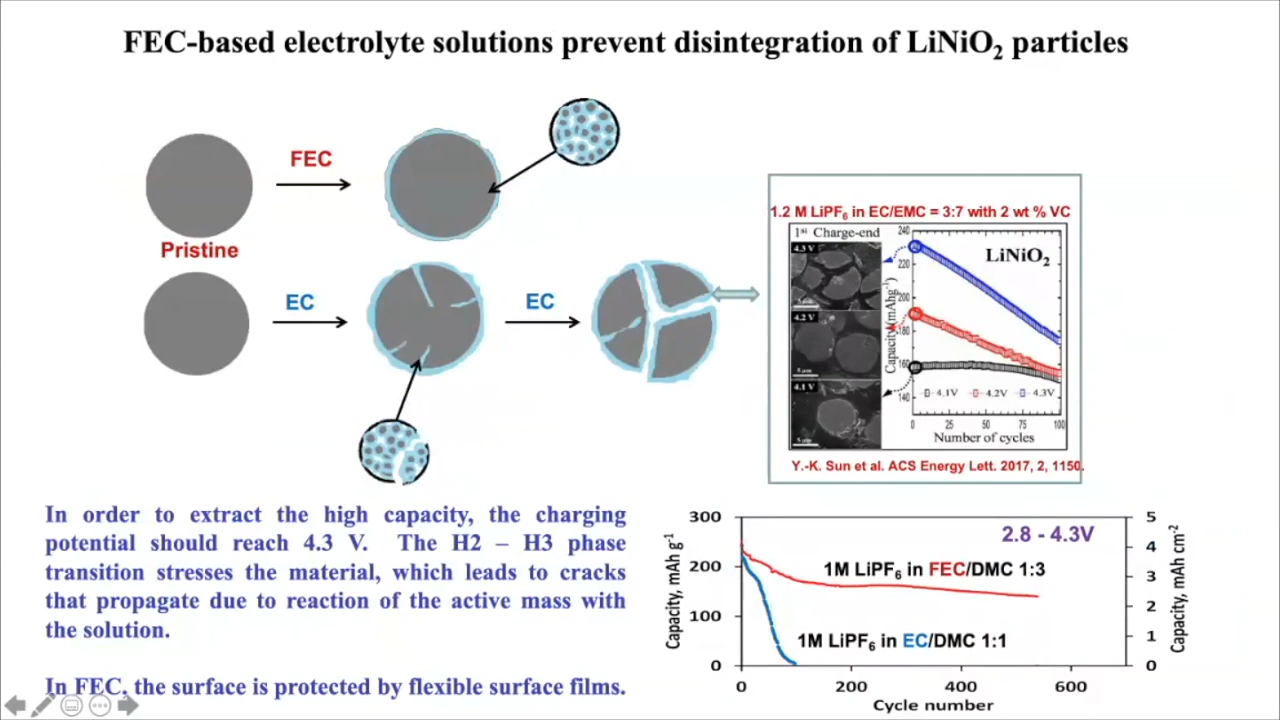 FEC-based electrolyte solutions prevent disintegration of LiNiO₂ particles
FEC
Pristine
EC
EC
1.2 M LiPF₆ in EC/EMC = 3:7 with 2 wt % VC
1ˢᵗ Charge-end
4.3 V
5 μm
4.2 V
5 μm
4.1 V
5 μm
LiNiO₂
Capacity (mAhg⁻¹)
240
220
200
180
160
140
4.1V
4.2V
4.3V
0
25
50
75
100
Number of cycles
Y.-K. Sun et al. ACS Energy Lett. 2017, 2, 1150.
In order to extract the high capacity, the charging
potential should reach 4.3 V. The H2 – H3 phase
transition stresses the material, which leads to cracks
that propagate due to reaction of the active mass with
the solution.
In FEC, the surface is protected by flexible surface films.
Capacity, mAh g⁻¹
300
200
100
0
2.8 - 4.3V
1M LiPF₆ in FEC/DMC 1:3
1M LiPF₆ in EC/DMC 1:1
5
4
3
2
1
0
Capacity, mAh cm⁻²
0
200
400
600
Cycle number